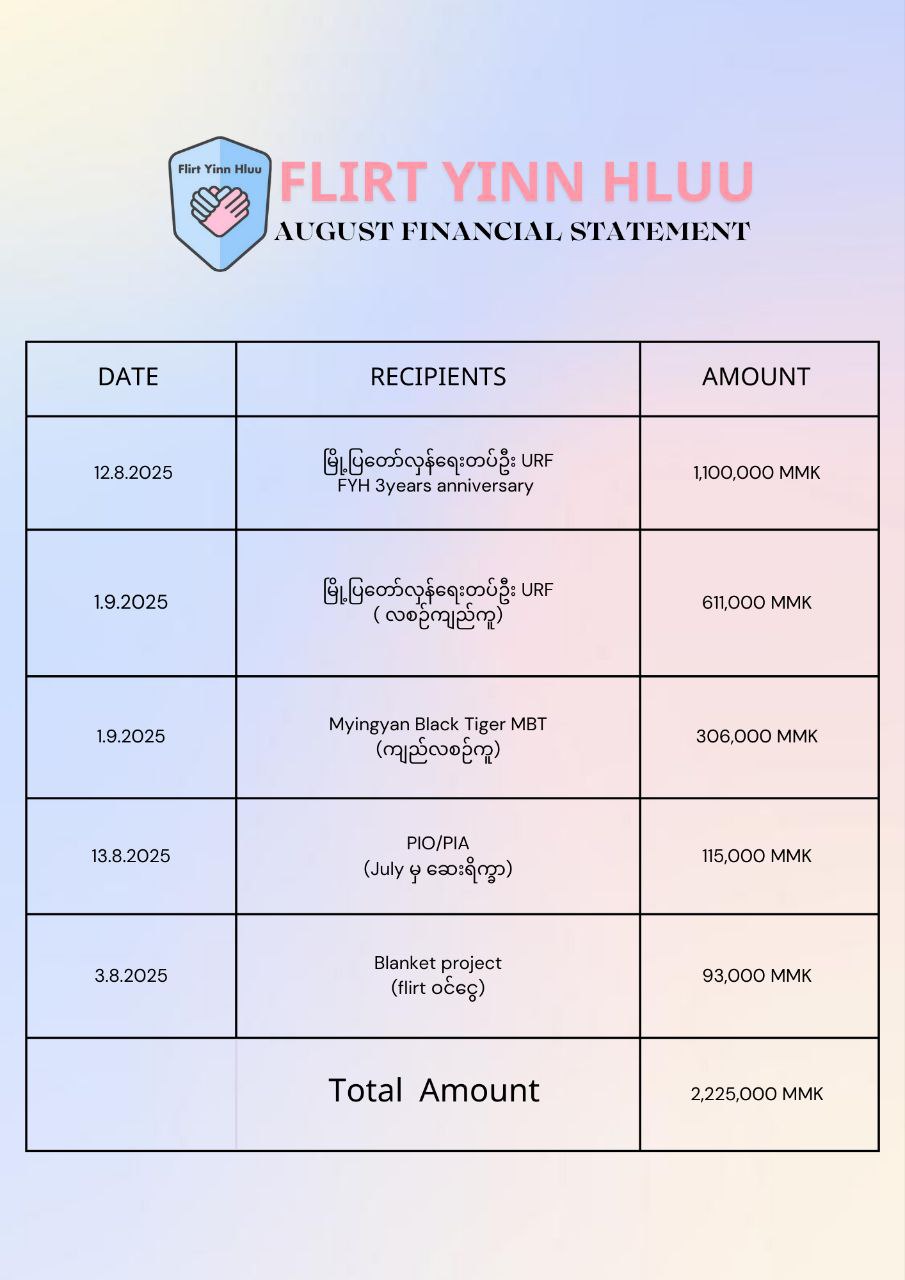 Flirt Yinn Hluu
FLIRT YINN HLUU
AUGUST FINANCIAL STATEMENT
DATE RECIPIENTS AMOUNT
12.8.2025
မြို့ပြတော်လှန်ရေးတပ်ဦး URF
FYH 3years anniversary
1,100,000 MMK
1.9.2025
မြို့ပြတော်လှန်ရေးတပ်ဦး URF
( လစဉ်ကျည်ကူ)
611,000 MMK
1.9.2025
Myingyan Black Tiger MBT
(ကျည်လစဉ်ကူ)
306,000 MMK
13.8.2025
PIO/PIA
(July မှ ဆေးရိက္ခာ)
115,000 MMK
3.8.2025
Blanket project
(flirt ဝင်ငွေ)
93,000 MMK
Total Amount
2,225,000 MMK